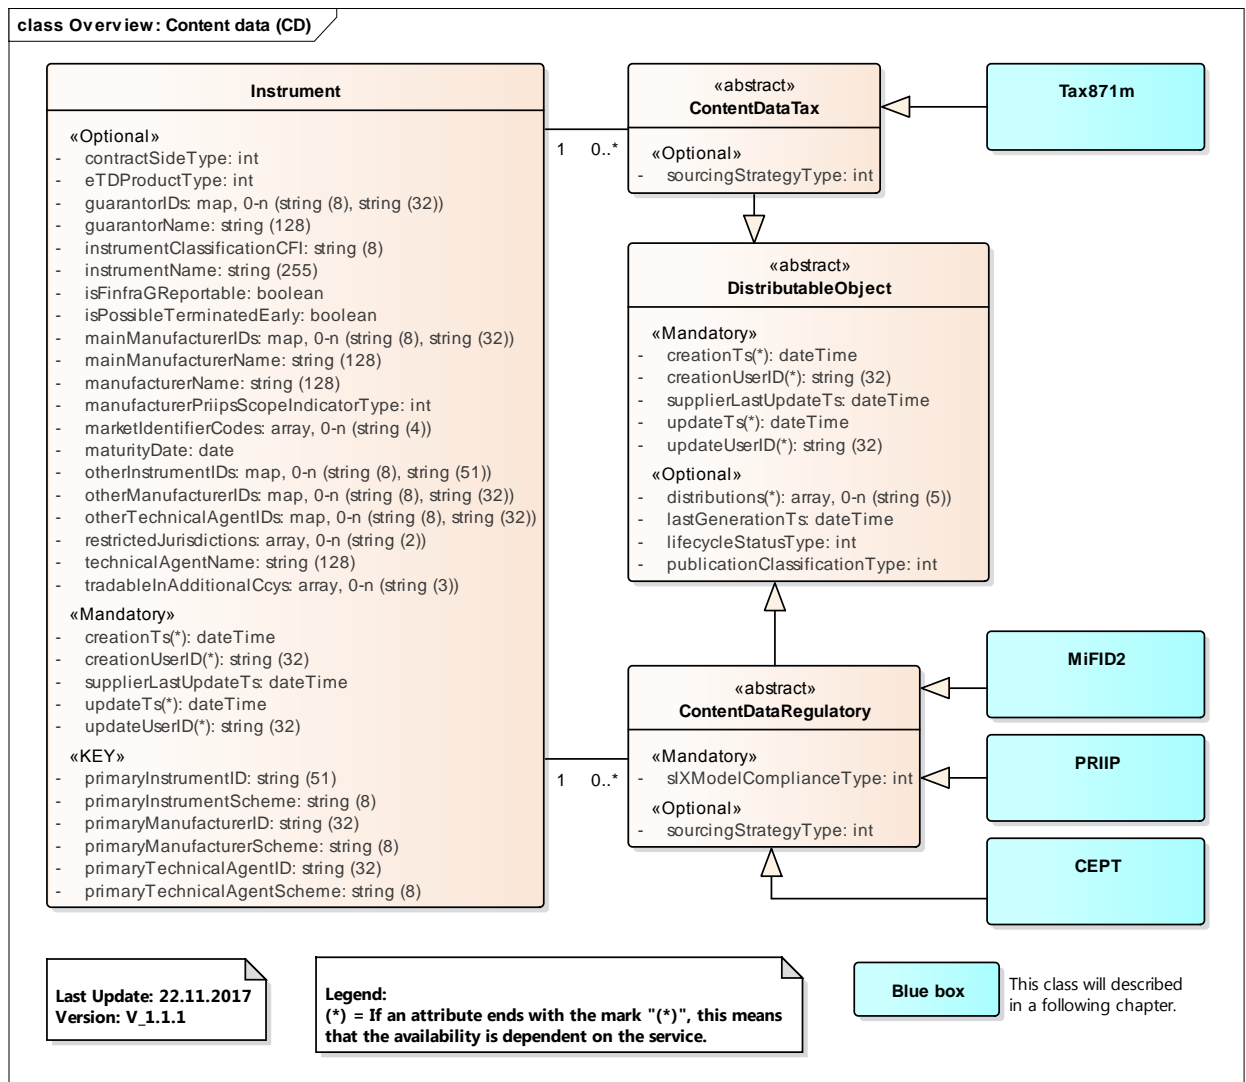 class Overview: Content data (CD)
Instrument
«Optional»
- contractSideType: int
- eTDProductType: int
- guarantorIDs: map, 0-n (string (8), string (32))
- guarantorName: string (128)
- instrumentClassificationCFI: string (8)
- instrumentName: string (255)
- isFinfraGReportable: boolean
- isPossibleTerminatedEarly: boolean
- mainManufacturerIDs: map, 0-n (string (8), string (32))
- mainManufacturerName: string (128)
- manufacturerName: string (128)
- manufacturerPriipsScopeIndicatorType: int
- marketIdentifierCodes: array, 0-n (string (4))
- maturityDate: date
- otherInstrumentIDs: map, 0-n (string (8), string (51))
- otherManufacturerIDs: map, 0-n (string (8), string (32))
- otherTechnicalAgentIDs: map, 0-n (string (8), string (32))
- restrictedJurisdictions: array, 0-n (string (2))
- technicalAgentName: string (128)
- tradableInAdditionalCcys: array, 0-n (string (3))
«Mandatory»
- creationTs(*): dateTime
- creationUserID(*): string (32)
- supplierLastUpdateTs: dateTime
- updateTs(*): dateTime
- updateUserID(*): string (32)
«KEY»
- primaryInstrumentID: string (51)
- primaryInstrumentScheme: string (8)
- primaryManufacturerID: string (32)
- primaryManufacturerScheme: string (8)
- primaryTechnicalAgentID: string (32)
- primaryTechnicalAgentScheme: string (8)
1 0..*
«abstract»
ContentDataTax
«Optional»
- sourcingStrategyType: int
Tax871m
«abstract»
DistributableObject
«Mandatory»
- creationTs(*): dateTime
- creationUserID(*): string (32)
- supplierLastUpdateTs: dateTime
- updateTs(*): dateTime
- updateUserID(*): string (32)
«Optional»
- distributions(*): array, 0-n (string (5))
- lastGenerationTs: dateTime
- lifecycleStatusType: int
- publicationClassificationType: int
1 0..*
«abstract»
ContentDataRegulatory
«Mandatory»
- sIXModelComplianceType: int
«Optional»
- sourcingStrategyType: int
MiFID2
PRIIP
CEPT
Last Update: 22.11.2017
Version: V_1.1.1
Legend:
(*) = If an attribute ends with the mark "(*)", this means
that the availability is dependent on the service.
Blue box
This class will described
in a following chapter.